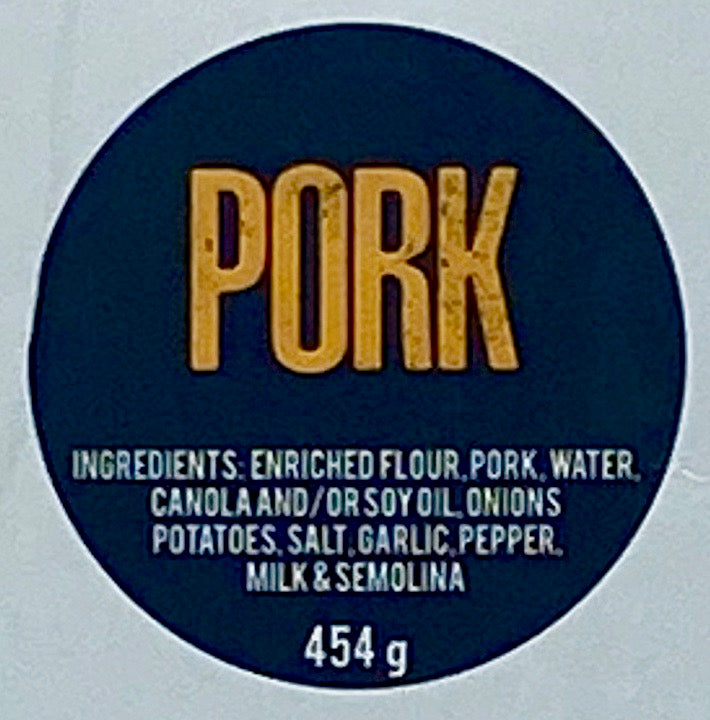 PORK
INGREDIENTS: ENRICHED FLOUR, PORK, WATER,
CANOLA AND/OR SOY OIL, ONIONS
POTATOES, SALT, GARLIC, PEPPER,
MILK & SEMOLINA
454 g